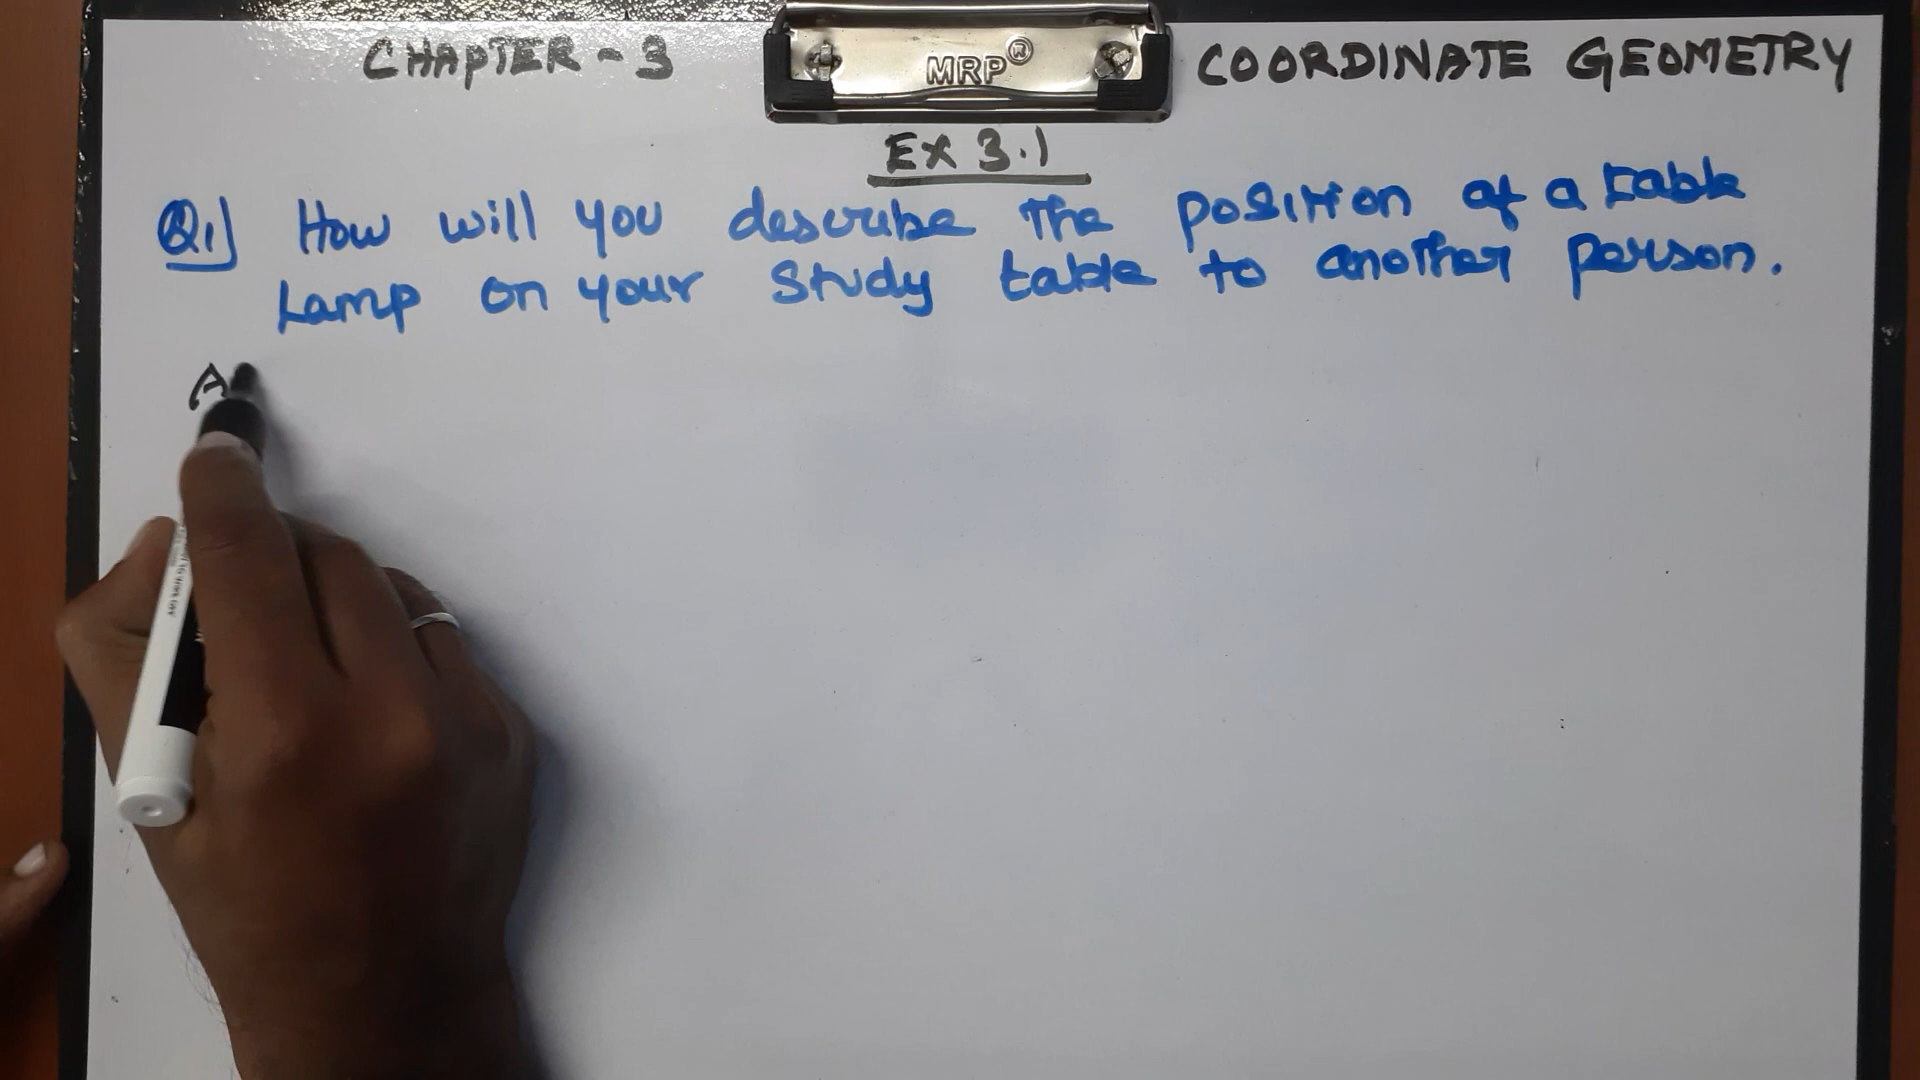 CHAPTER - 3
MRP®
COORDINATE GEOMETRY
EX 3.1
Q1] How will you describe the position of a table
Lamp on your study table to another person.
A